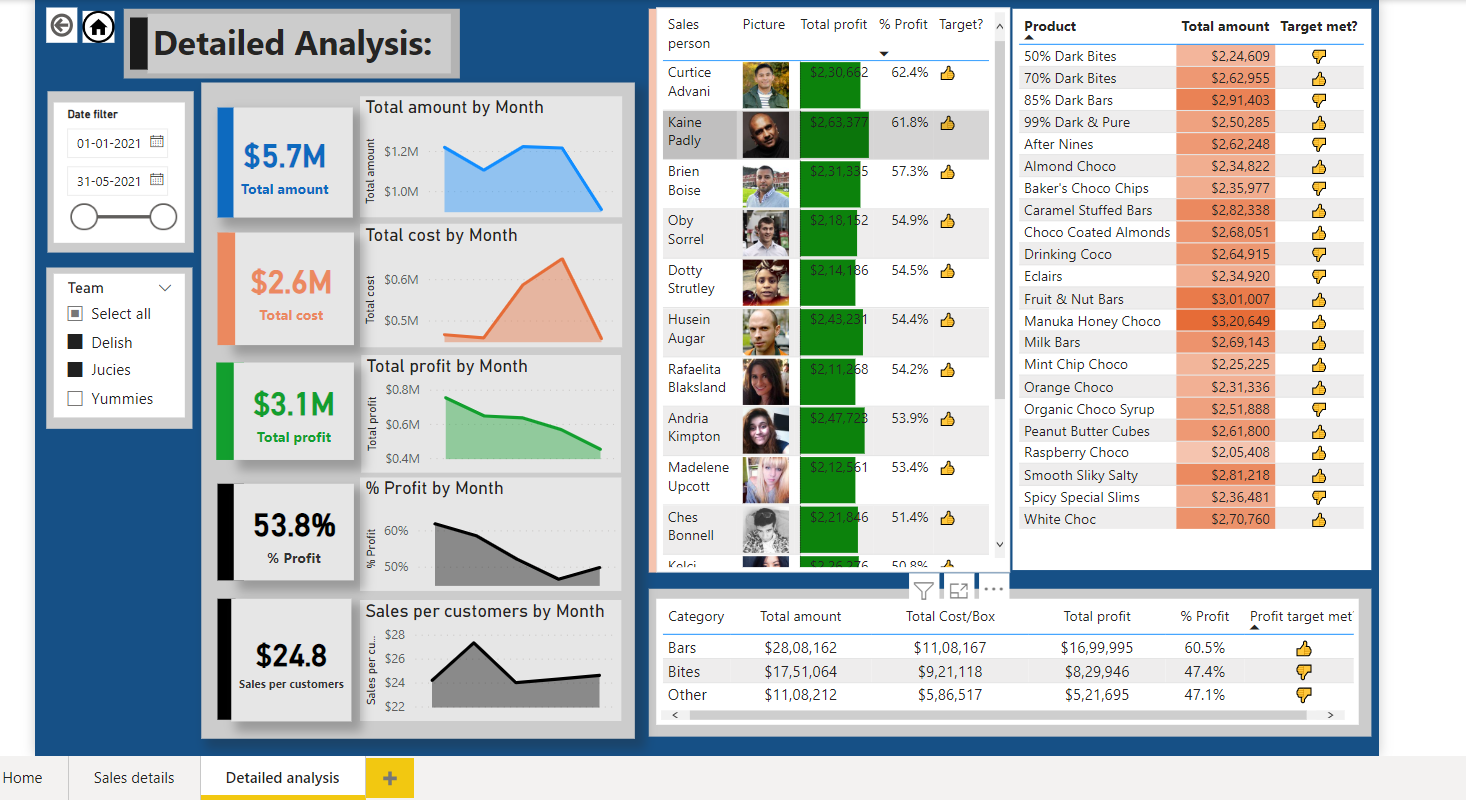 Detailed Analysis:
Date filter
01-01-2021
31-05-2021
Team
Select all
Delish
Jucies
Yummies
$5.7M
Total amount
Total amount by Month
Total amount
$1.2M
$1.0M
$2.6M
Total cost
Total cost by Month
Total cost
$0.6M
$0.5M
$3.1M
Total profit
Total profit by Month
Total profit
$0.8M
$0.6M
$0.4M
53.8%
% Profit
% Profit by Month
% Profit
60%
50%
$24.8
Sales per customers
Sales per customers by Month
Sales per cu...
$28
$26
$24
$22
Sales person Picture Total profit % Profit Target?
Curtice Advani $2,30,662 62.4%
Kaine Padly $2,63,377 61.8%
Brien Boise $2,31,335 57.3%
Oby Sorrel $2,18,152 54.9%
Dotty Strutley $2,14,186 54.5%
Husein Augar $2,43,231 54.4%
Rafaelita Blaksland $2,11,268 54.2%
Andria Kimpton $2,47,723 53.9%
Madelene Upcott $2,12,561 53.4%
Ches Bonnell $2,21,846 51.4%
Kelci $2,26,276 50.8%
Product Total amount Target met?
50% Dark Bites $2,24,609
70% Dark Bites $2,62,955
85% Dark Bars $2,91,403
99% Dark & Pure $2,50,285
After Nines $2,62,248
Almond Choco $2,34,822
Baker's Choco Chips $2,35,977
Caramel Stuffed Bars $2,82,338
Choco Coated Almonds $2,68,051
Drinking Coco $2,64,915
Eclairs $2,34,920
Fruit & Nut Bars $3,01,007
Manuka Honey Choco $3,20,649
Milk Bars $2,69,143
Mint Chip Choco $2,25,225
Orange Choco $2,31,336
Organic Choco Syrup $2,51,888
Peanut Butter Cubes $2,61,800
Raspberry Choco $2,05,408
Smooth Sliky Salty $2,81,218
Spicy Special Slims $2,36,481
White Choc $2,70,760
Category Total amount Total Cost/Box Total profit % Profit Profit target met
Bars $28,08,162 $11,08,167 $16,99,995 60.5%
Bites $17,51,064 $9,21,118 $8,29,946 47.4%
Other $11,08,212 $5,86,517 $5,21,695 47.1%
Home Sales details Detailed analysis